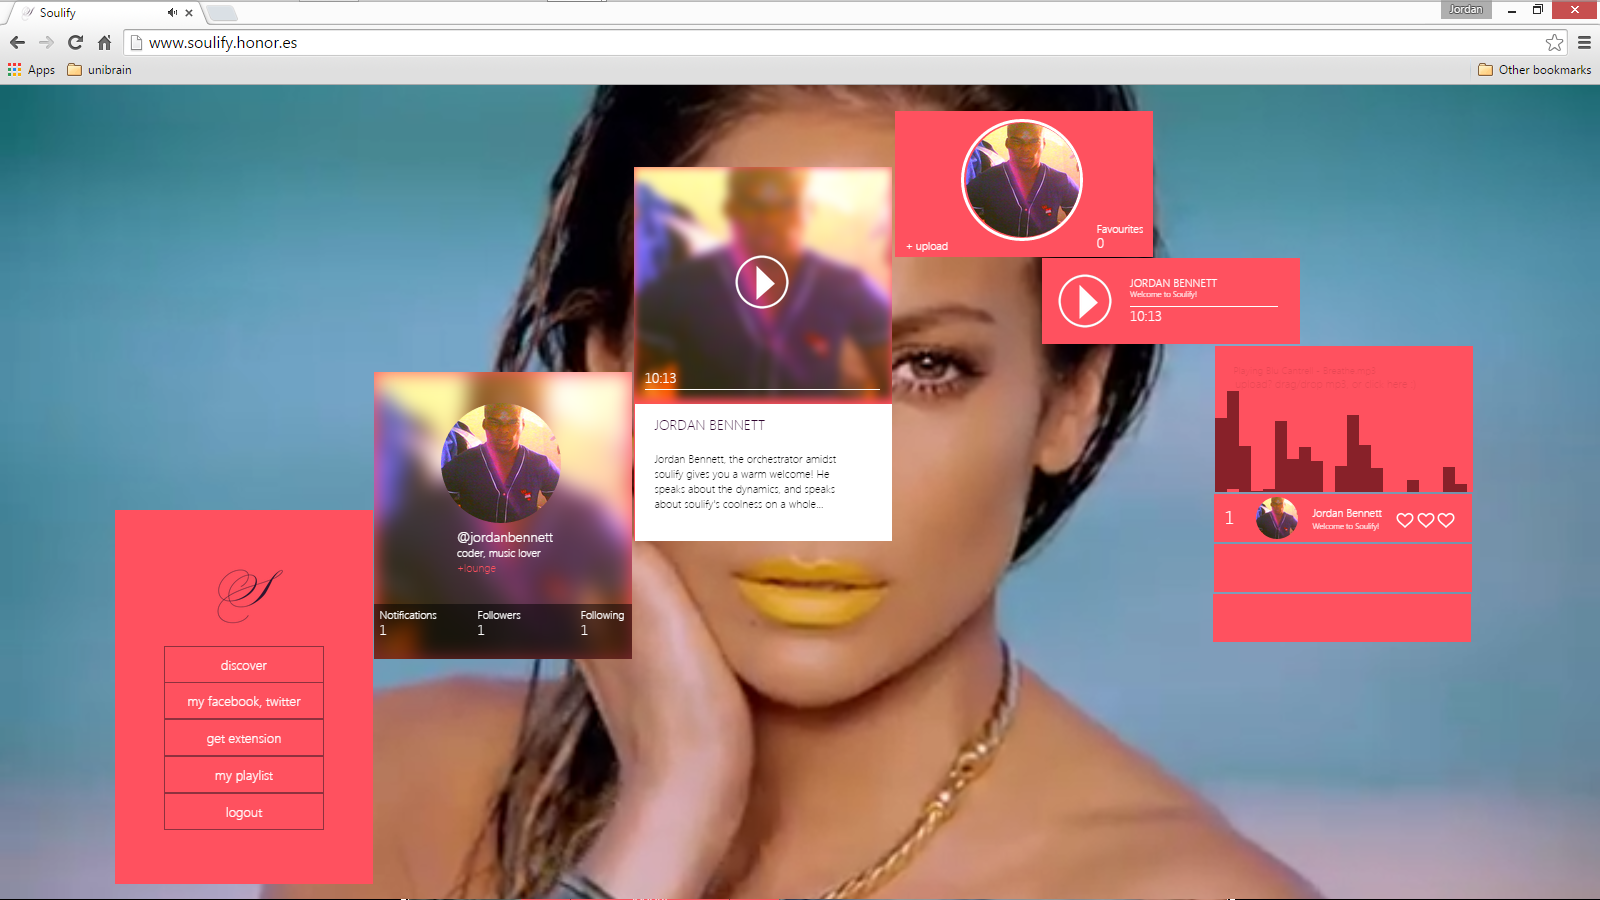 Soulify
Jordan
www.soulify.honor.es
Apps
unibrain
Other bookmarks
+ upload
Favourites
0
10:13
JORDAN BENNETT
Jordan Bennett, the orchestrator amidst
soulify gives you a warm welcome! He
speaks about the dynamics, and speaks
about soulify's coolness on a whole...
JORDAN BENNETT
Welcome to Soulify!
10:13
1
Jordan Bennett
Welcome to Soulify!
@jordanbennett
coder, music lover
+lounge
Notifications
1
Followers
1
Following
1
S
discover
my facebook, twitter
get extension
my playlist
logout